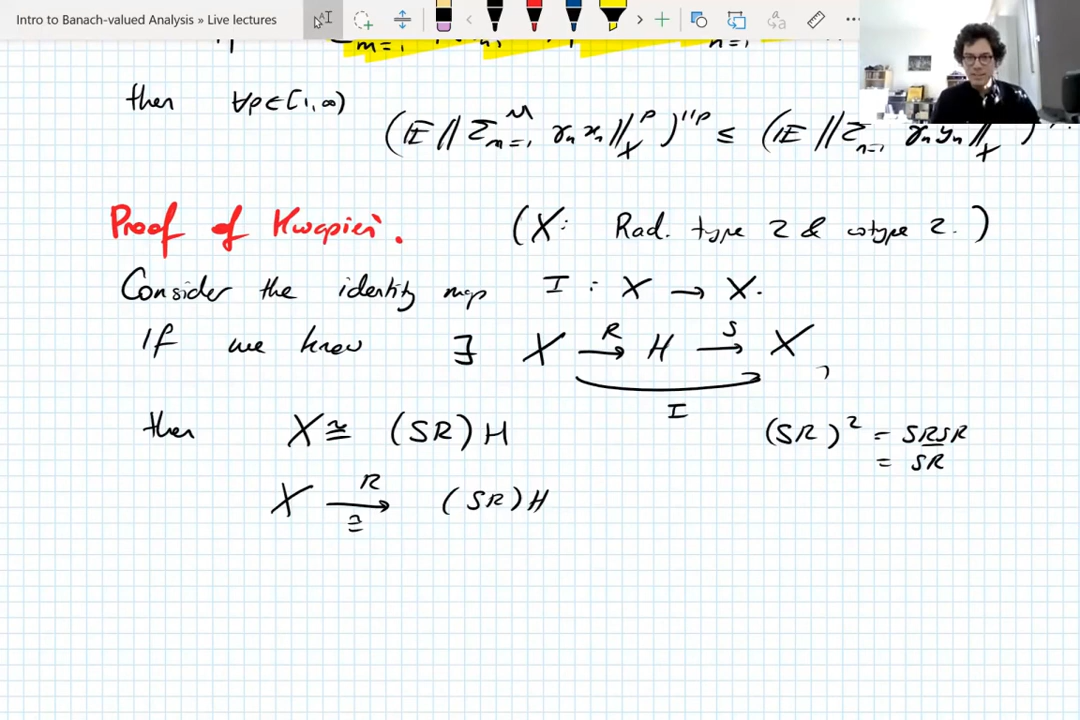 Intro to Banach-valued Analysis » Live lectures
then ∀p∈[1,∞)
(𝔼 ‖ Σ_{n=1}^M γ_n x_n ‖_X^p )^{1/p} ≤ (𝔼 ‖ Σ_{n=1} γ_n y_n ‖_X )
Proof of Kwapień. (X: Rad. type 2 & cotype 2.)
Consider the identity map I : X → X.
If we know ∃ X —R→ H —S→ X ,
I
then X ≅ (SR)H (SR)² = SRSR
= SR
X —R→ (SR)H
≅